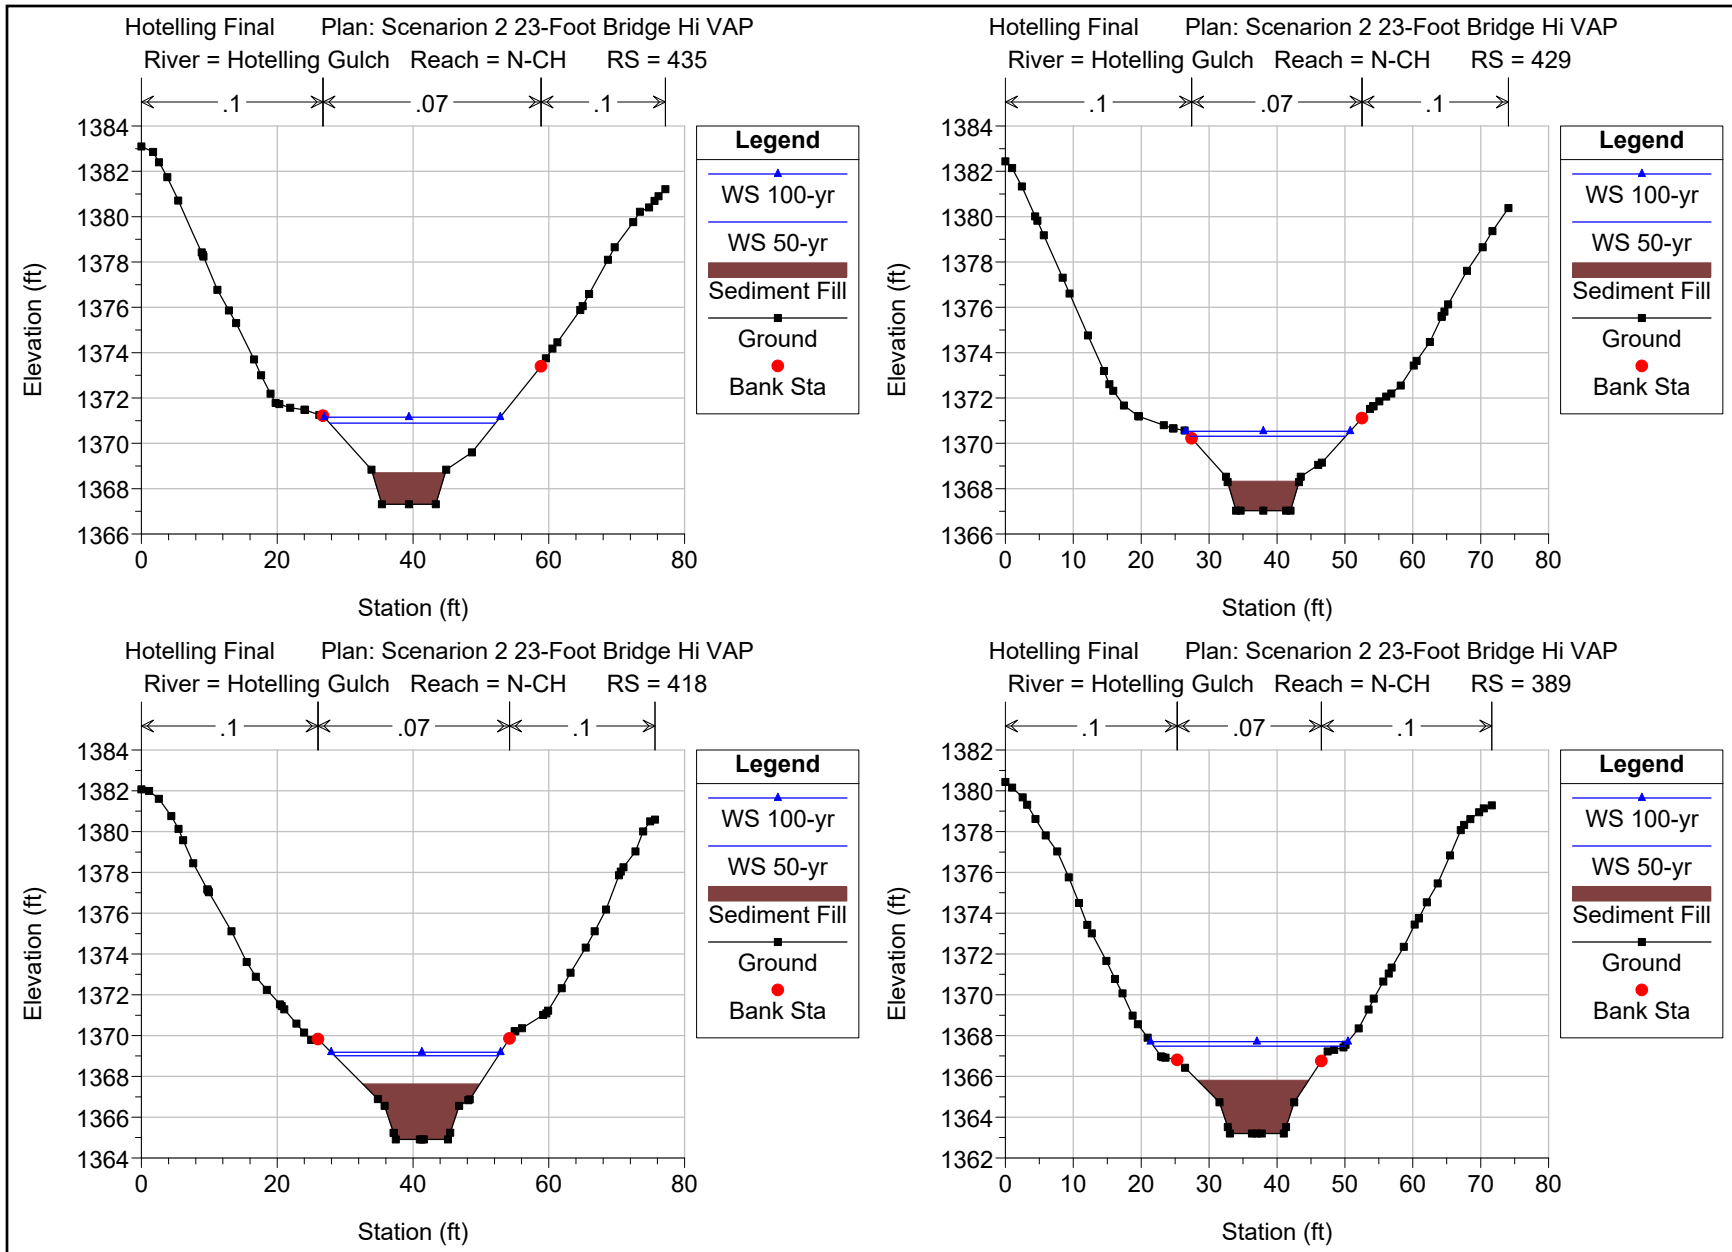 Hotelling Final Plan: Scenarion 2 23-Foot Bridge Hi VAP
River = Hotelling Gulch Reach = N-CH RS = 435
.1 .07 .1
1384
1382
1380
1378
1376
1374
1372
1370
1368
1366
Elevation (ft)
0 20 40 60 80
Station (ft)
Legend
WS 100-yr
WS 50-yr
Sediment Fill
Ground
Bank Sta
Hotelling Final Plan: Scenarion 2 23-Foot Bridge Hi VAP
River = Hotelling Gulch Reach = N-CH RS = 429
.1 .07 .1
1384
1382
1380
1378
1376
1374
1372
1370
1368
1366
Elevation (ft)
0 10 20 30 40 50 60 70 80
Station (ft)
Legend
WS 100-yr
WS 50-yr
Sediment Fill
Ground
Bank Sta
Hotelling Final Plan: Scenarion 2 23-Foot Bridge Hi VAP
River = Hotelling Gulch Reach = N-CH RS = 418
.1 .07 .1
1384
1382
1380
1378
1376
1374
1372
1370
1368
1366
1364
Elevation (ft)
0 20 40 60 80
Station (ft)
Legend
WS 100-yr
WS 50-yr
Sediment Fill
Ground
Bank Sta
Hotelling Final Plan: Scenarion 2 23-Foot Bridge Hi VAP
River = Hotelling Gulch Reach = N-CH RS = 389
.1 .07 .1
1382
1380
1378
1376
1374
1372
1370
1368
1366
1364
1362
Elevation (ft)
0 10 20 30 40 50 60 70 80
Station (ft)
Legend
WS 100-yr
WS 50-yr
Sediment Fill
Ground
Bank Sta